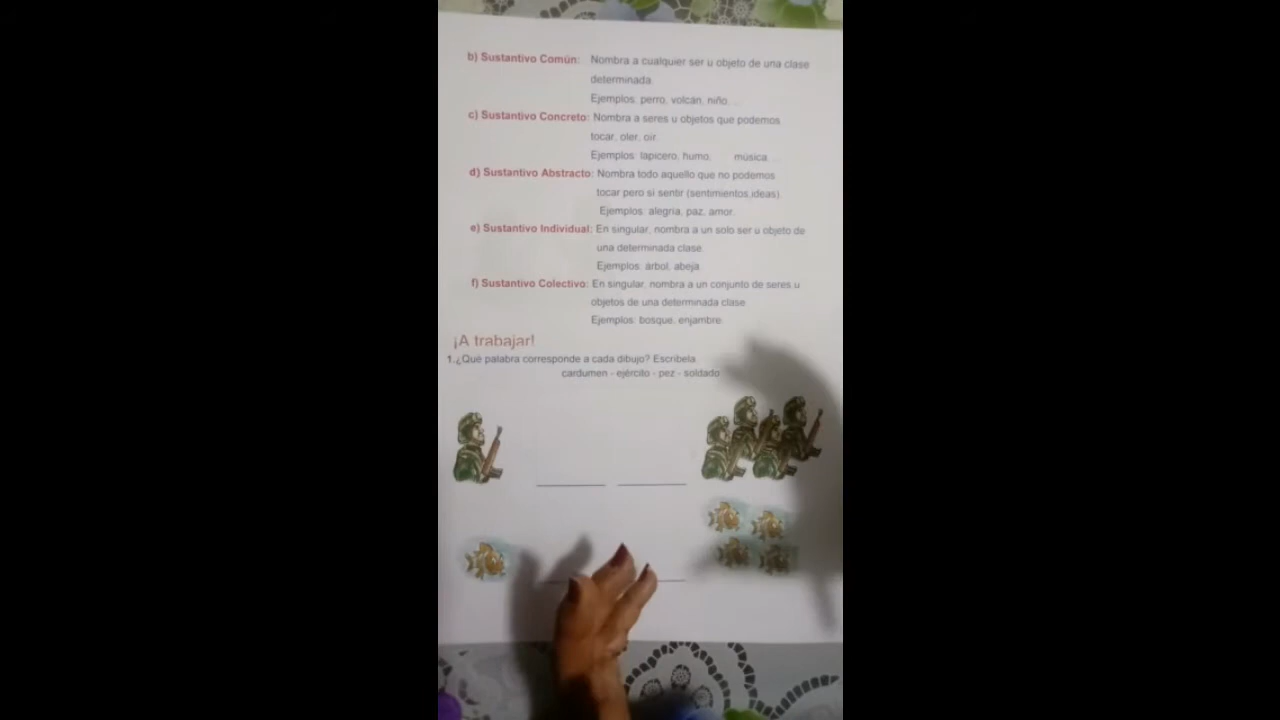 b) Sustantivo Común: Nombra a cualquier ser u objeto de una clase
determinada.
Ejemplos: perro, volcán, niño, ...
c) Sustantivo Concreto: Nombra a seres u objetos que podemos
tocar, oler, oir.
Ejemplos: lapicero, humo, música, ...
d) Sustantivo Abstracto: Nombra todo aquello que no podemos
tocar pero si sentir (sentimientos,ideas)
Ejemplos: alegría, paz, amor.
e) Sustantivo Individual: En singular, nombra a un solo ser u objeto de
una determinada clase.
Ejemplos: árbol, abeja.
f) Sustantivo Colectivo: En singular, nombra a un conjunto de seres u
objetos de una determinada clase.
Ejemplos: bosque, enjambre.
¡A trabajar!
1.¿Qué palabra corresponde a cada dibujo? Escríbela.
cardumen - ejército - pez - soldado